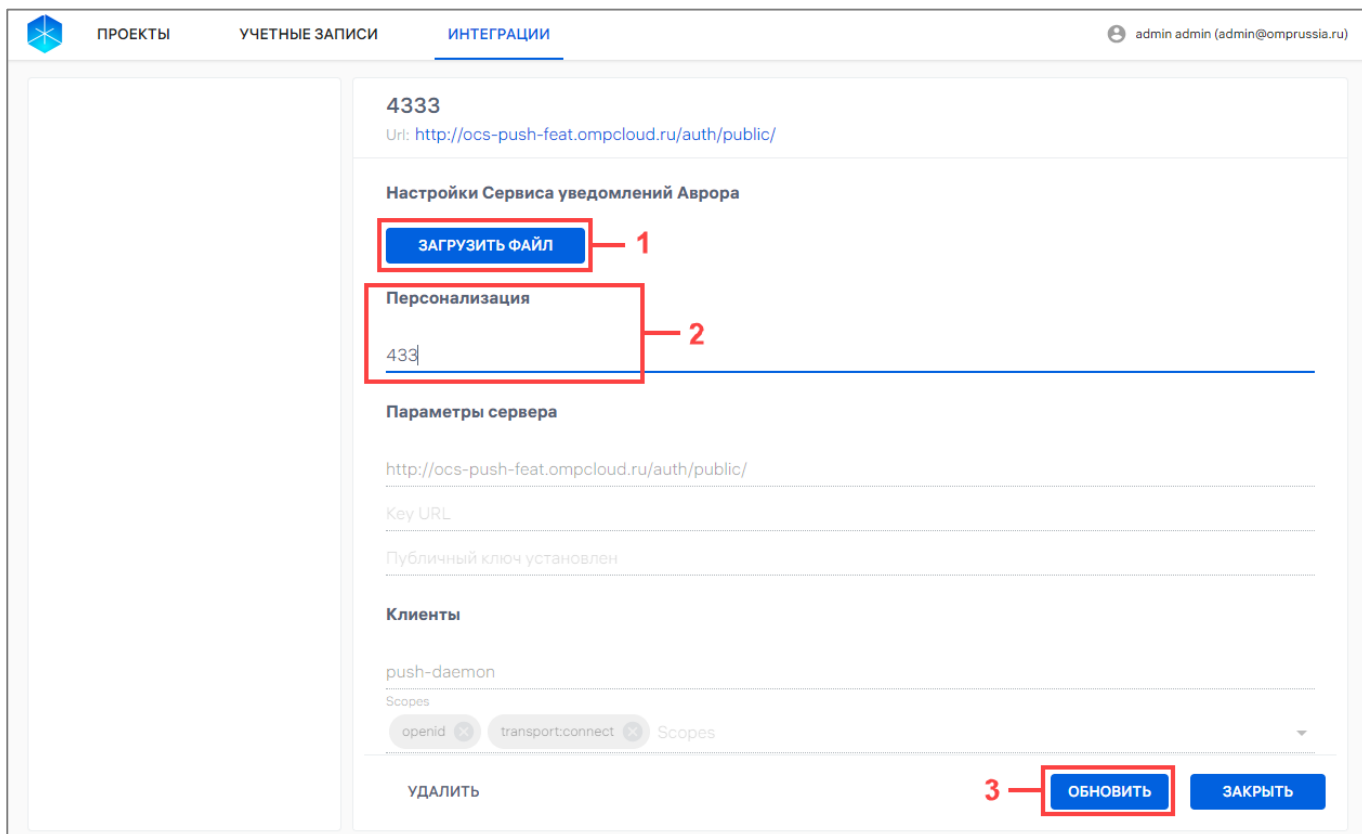 ПРОЕКТЫ УЧЕТНЫЕ ЗАПИСИ ИНТЕГРАЦИИ admin admin (admin@omprussia.ru)
4333
Url: http://ocs-push-feat.ompcloud.ru/auth/public/
Настройки Сервиса уведомлений Аврора
ЗАГРУЗИТЬ ФАЙЛ 1
Персонализация
2
433
Параметры сервера
http://ocs-push-feat.ompcloud.ru/auth/public/
Key URL
Публичный ключ установлен
Клиенты
push-daemon
Scopes
openid transport:connect Scopes
УДАЛИТЬ 3 ОБНОВИТЬ ЗАКРЫТЬ